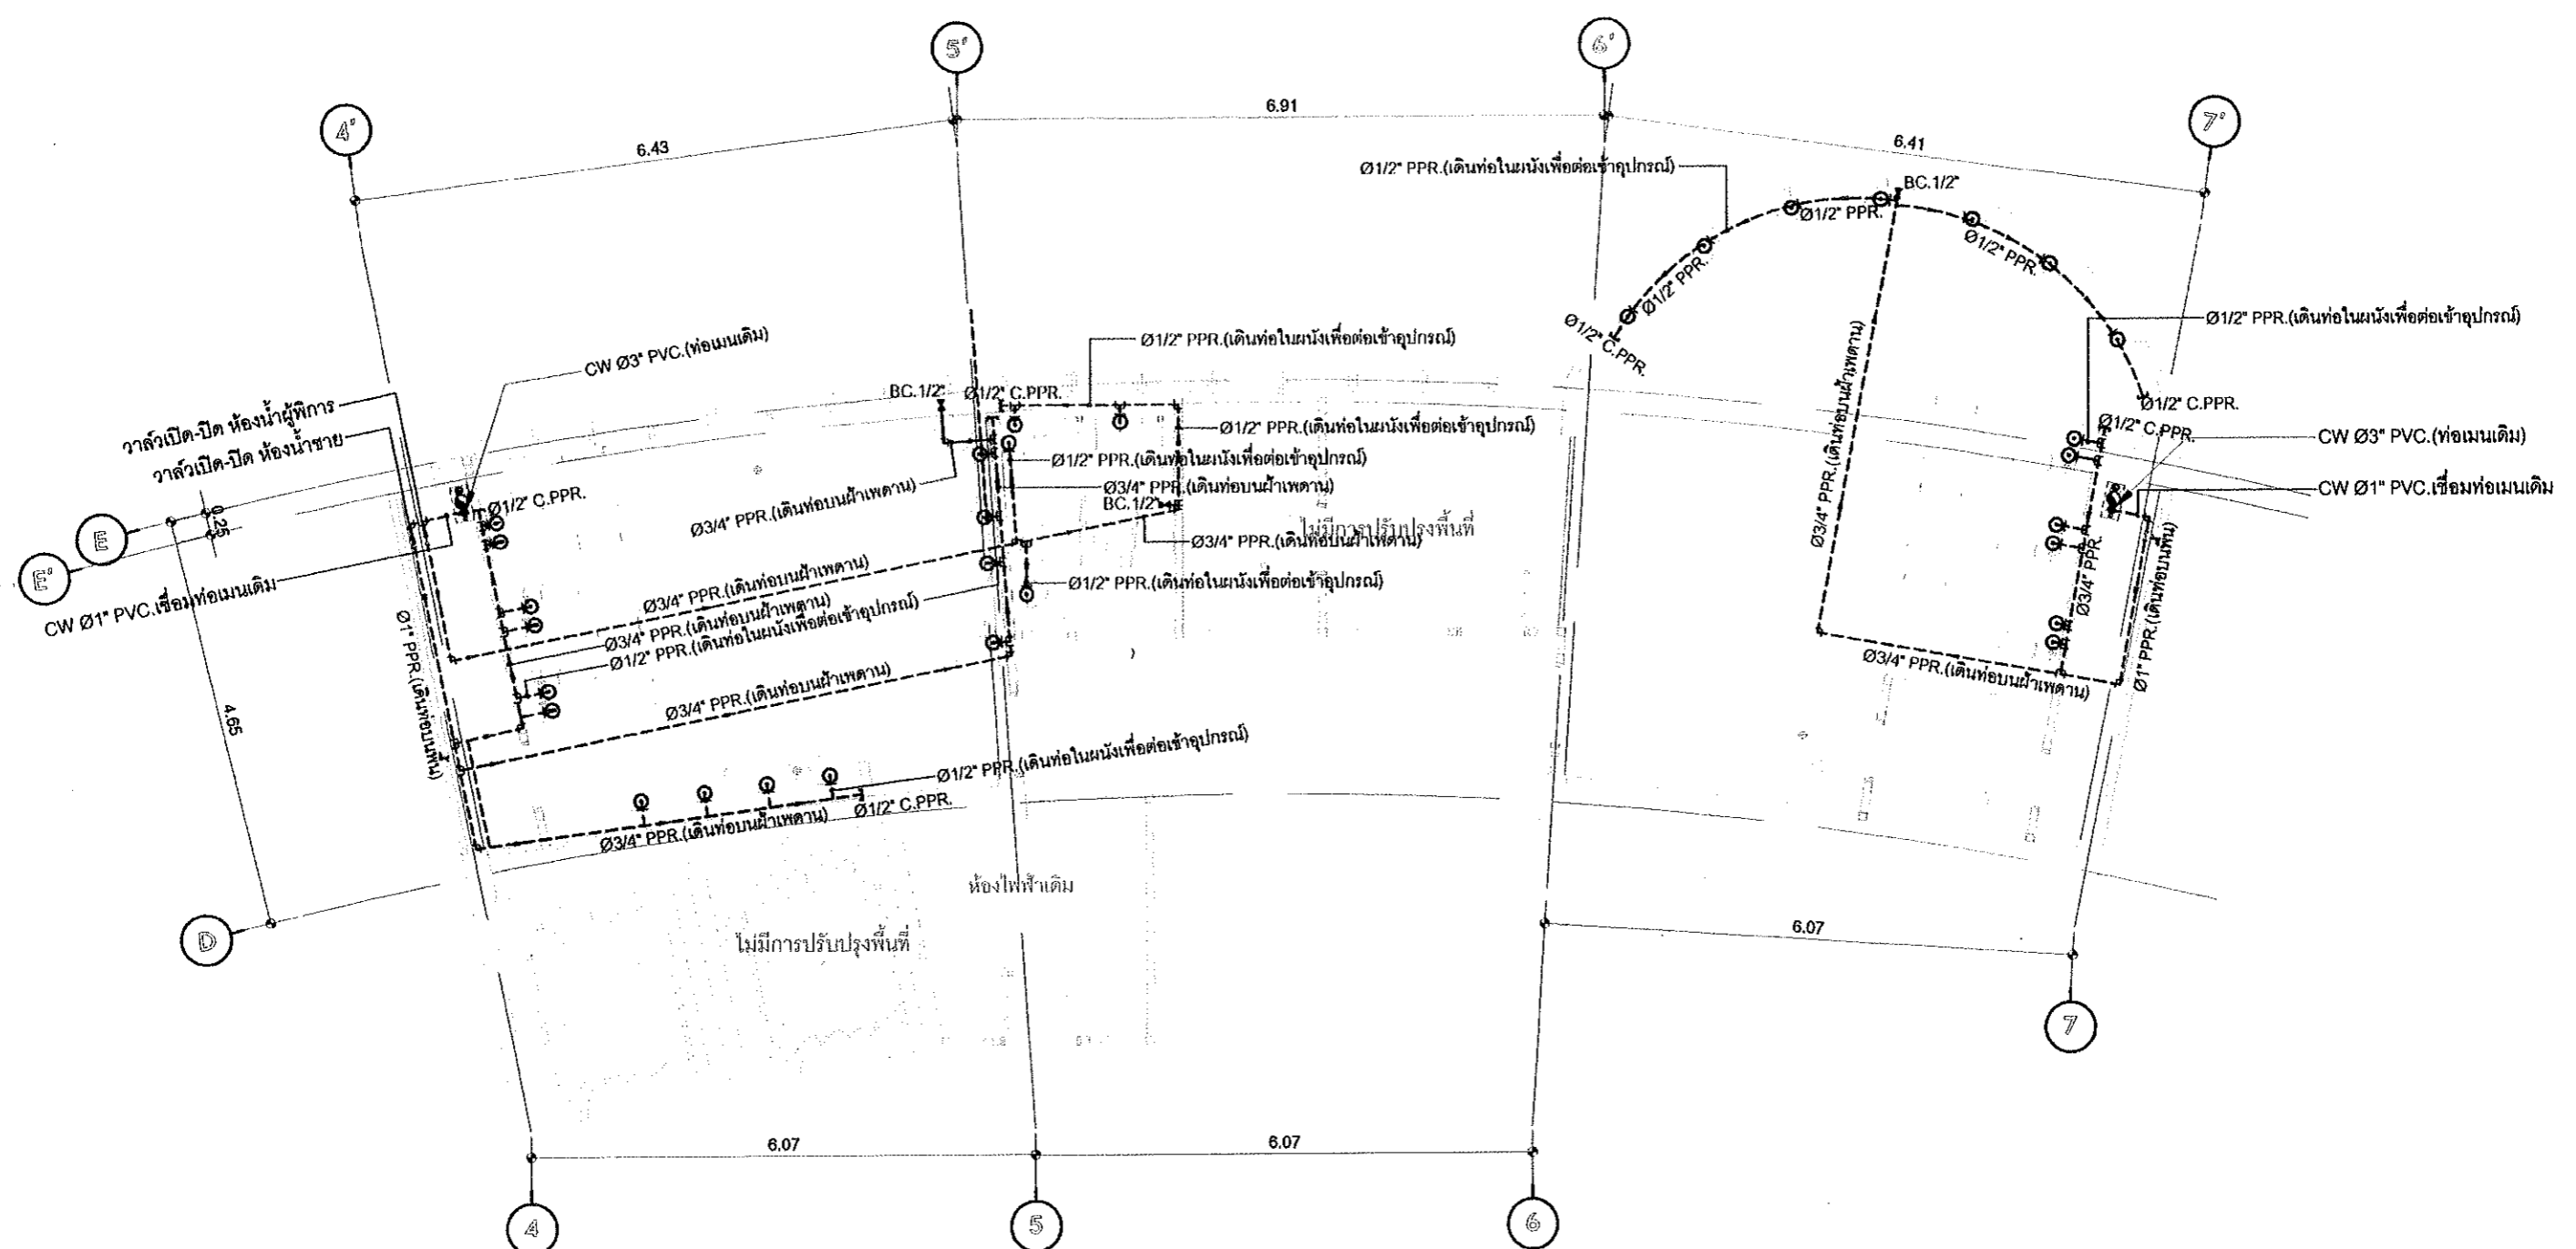 5'
6'
4'
7'
6.91
6.43
6.41
Ø1/2" PPR.(เดินท่อในผนังเพื่อต่อเข้าอุปกรณ์)
BC.1/2"
Ø1/2" PPR.
Ø1/2" PPR.
Ø1/2" PPR.
Ø1/2" C.PPR.
Ø3/4" PPR.(เดินท่อบนฝ้าเพดาน)
Ø1/2" PPR.(เดินท่อในผนังเพื่อต่อเข้าอุปกรณ์)
Ø1/2" C.PPR.
Ø1/2" C.PPR.
CW Ø3" PVC.(ท่อเมนเดิม)
CW Ø1" PVC.เชื่อมท่อเมนเดิม
Ø3/4" PPR.
Ø1" PPR.(เดินท่อบนพื้น)
Ø3/4" PPR.(เดินท่อบนฝ้าเพดาน)
CW Ø3" PVC.(ท่อเมนเดิม)
Ø1/2" PPR.(เดินท่อในผนังเพื่อต่อเข้าอุปกรณ์)
BC.1/2"
Ø1/2" C.PPR.
วาล์วเปิด-ปิด ห้องน้ำผู้พิการ
วาล์วเปิด-ปิด ห้องน้ำชาย
Ø1/2" PPR.(เดินท่อในผนังเพื่อต่อเข้าอุปกรณ์)
Ø1/2" PPR.(เดินท่อในผนังเพื่อต่อเข้าอุปกรณ์)
Ø3/4" PPR.(เดินท่อบนฝ้าเพดาน)
Ø3/4" PPR.(เดินท่อบนฝ้าเพดาน)
BC.1/2"
Ø1/2" C.PPR.
ไม่มีการปรับปรุงพื้นที่
Ø3/4" PPR.(เดินท่อบนฝ้าเพดาน)
0.25
E
E'
CW Ø1" PVC.เชื่อมท่อเมนเดิม
Ø3/4" PPR.(เดินท่อบนฝ้าเพดาน)
Ø1/2" PPR.(เดินท่อในผนังเพื่อต่อเข้าอุปกรณ์)
Ø3/4" PPR.(เดินท่อบนฝ้าเพดาน)
Ø1/2" PPR.(เดินท่อในผนังเพื่อต่อเข้าอุปกรณ์)
Ø1" PPR.(เดินท่อบนพื้น)
Ø3/4" PPR.(เดินท่อบนฝ้าเพดาน)
4.65
Ø1/2" PPR.(เดินท่อในผนังเพื่อต่อเข้าอุปกรณ์)
Ø1/2" C.PPR.
Ø3/4" PPR.(เดินท่อบนฝ้าเพดาน)
ห้องไฟฟ้าเดิม
D
ไม่มีการปรับปรุงพื้นที่
6.07
7
6.07
6.07
4
5
6